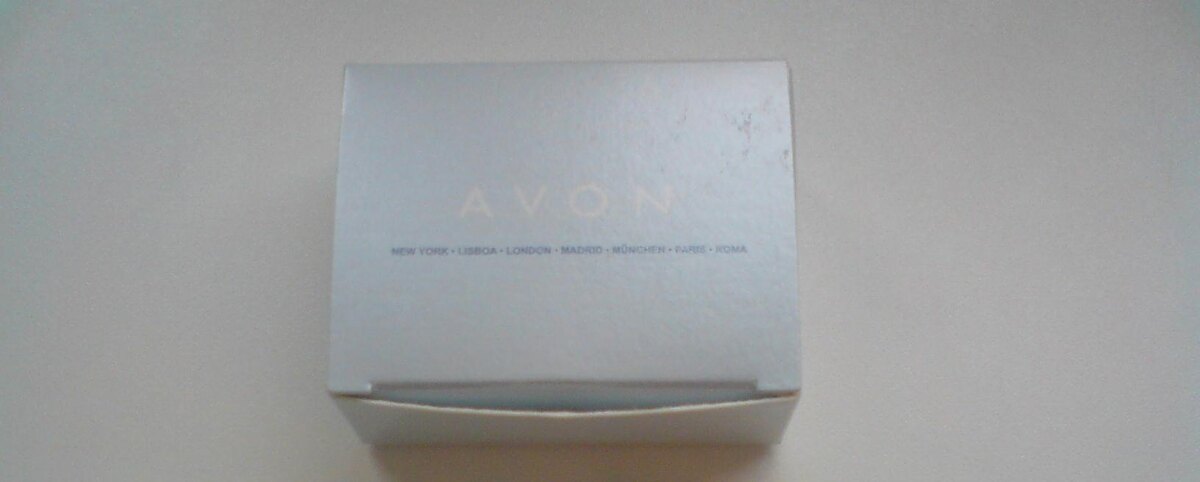 AVON
NEW YORK • LISBOA • LONDON • MADRID • MÜNCHEN • PARIS • ROMA